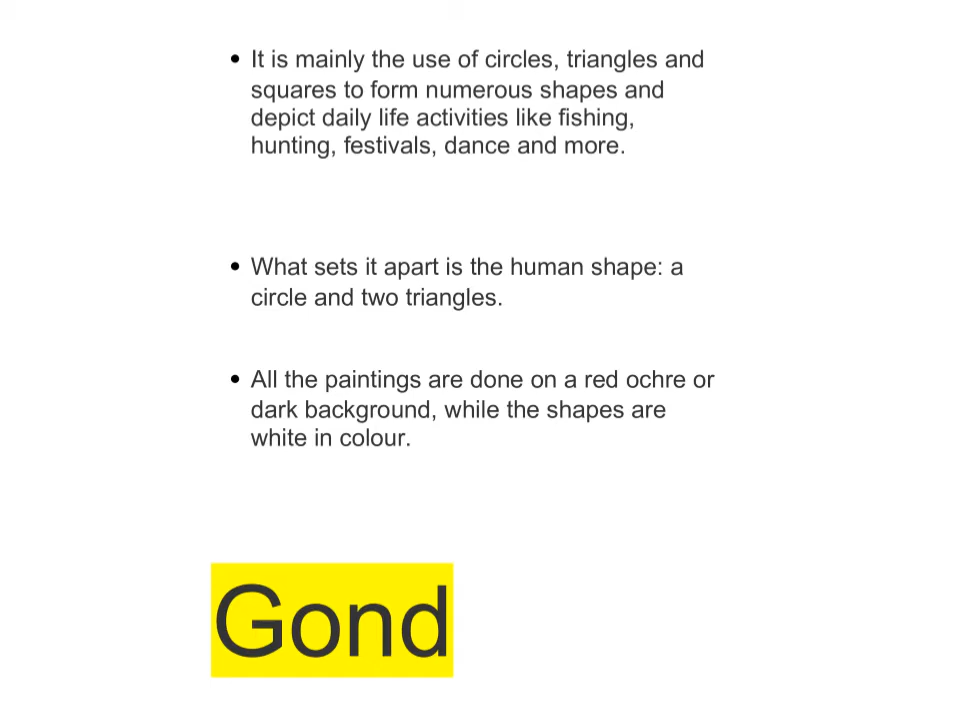 • It is mainly the use of circles, triangles and
squares to form numerous shapes and
depict daily life activities like fishing,
hunting, festivals, dance and more.
• What sets it apart is the human shape: a
circle and two triangles.
• All the paintings are done on a red ochre or
dark background, while the shapes are
white in colour.
Gond